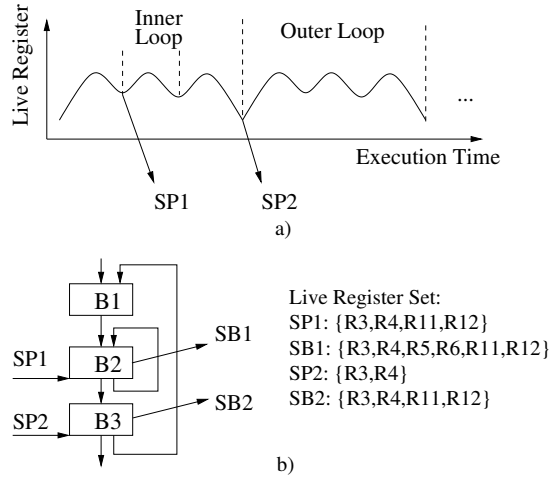 Live Register
Inner
Loop
Outer Loop
...
Execution Time
SP1
SP2
a)
B1
B2
B3
SP1
SP2
SB1
SB2
Live Register Set:
SP1: {R3,R4,R11,R12}
SB1: {R3,R4,R5,R6,R11,R12}
SP2: {R3,R4}
SB2: {R3,R4,R11,R12}
b)